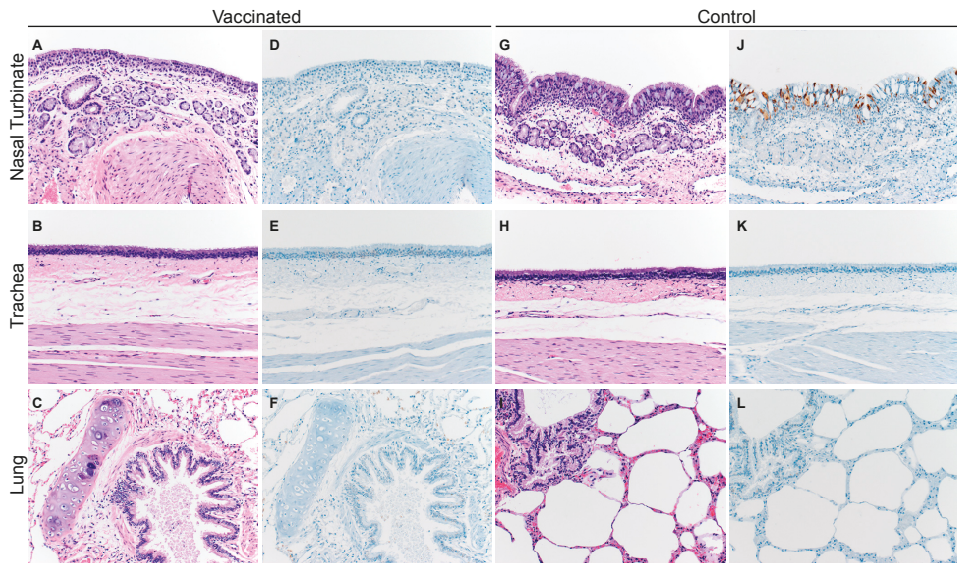 Vaccinated Control
A D G J
Nasal Turbinate
B E H K
Trachea
C F I L
Lung